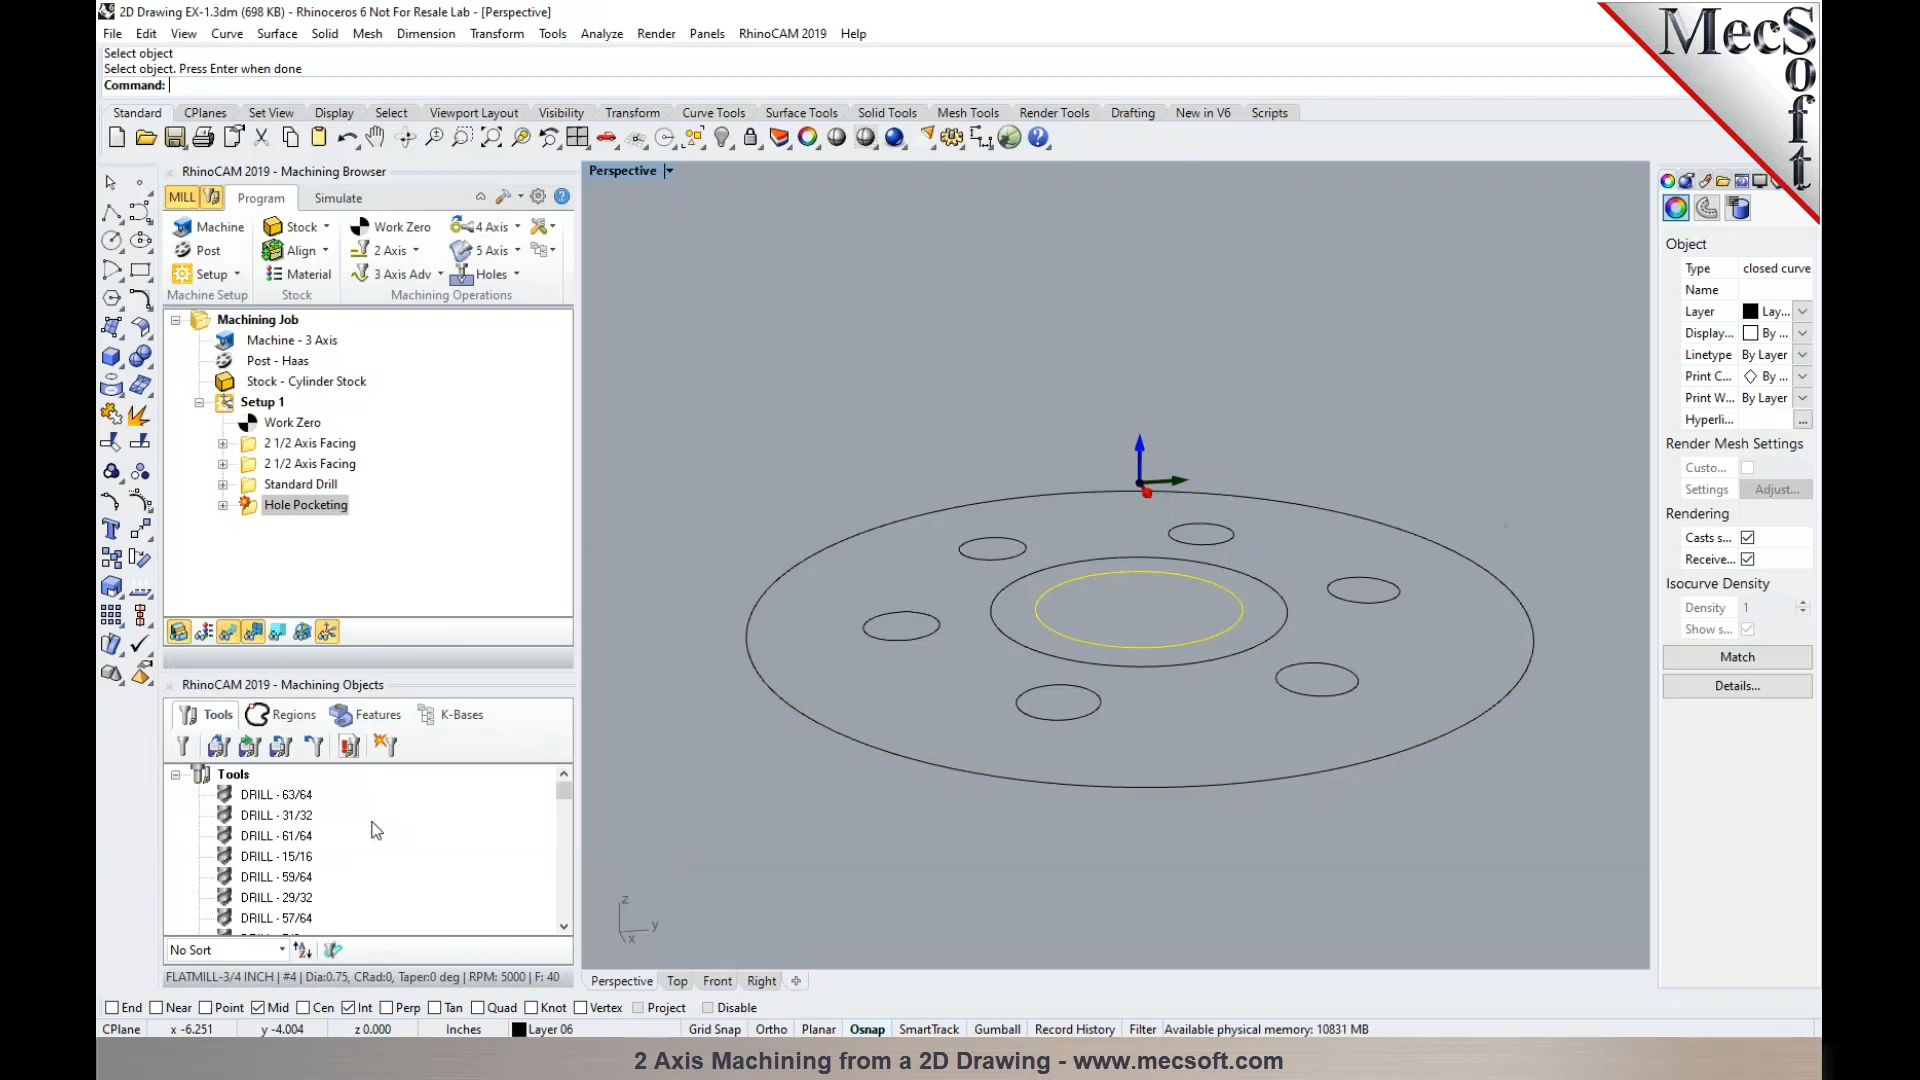 2D Drawing EX-1.3dm (698 KB) - Rhinoceros 6 Not For Resale Lab - [Perspective]
File Edit View Curve Surface Solid Mesh Dimension Transform Tools Analyze Render Panels RhinoCAM 2019 Help
Select object
Select object. Press Enter when done
Command:
MecSoft
Standard CPlanes Set View Display Select Viewport Layout Visibility Transform Curve Tools Surface Tools Solid Tools Mesh Tools Render Tools Drafting New in V6 Scripts
RhinoCAM 2019 - Machining Browser
MILL Program Simulate
Machine Stock Work Zero 4 Axis
Post Align 2 Axis 5 Axis
Setup Material 3 Axis Adv Holes
Machine Setup Stock Machining Operations
Machining Job
Machine - 3 Axis
Post - Haas
Stock - Cylinder Stock
Setup 1
Work Zero
2 1/2 Axis Facing
2 1/2 Axis Facing
Standard Drill
Hole Pocketing
RhinoCAM 2019 - Machining Objects
Tools Regions Features K-Bases
Tools
DRILL - 63/64
DRILL - 31/32
DRILL - 61/64
DRILL - 15/16
DRILL - 59/64
DRILL - 29/32
DRILL - 57/64
No Sort
FLATMILL-3/4 INCH | #4 | Dia:0.75, CRad:0, Taper:0 deg | RPM: 5000 | F: 40
Perspective
z
y
x
Perspective Top Front Right
Object
Type closed curve
Name
Layer Lay...
Display... By ...
Linetype By Layer
Print C... By ...
Print W... By Layer
Hyperli... ...
Render Mesh Settings
Custo...
Settings Adjust...
Rendering
Casts s...
Receive...
Isocurve Density
Density 1
Show s...
Match
Details...
End Near Point Mid Cen Int Perp Tan Quad Knot Vertex Project Disable
CPlane x -6.251 y -4.004 z 0.000 Inches Layer 06 Grid Snap Ortho Planar Osnap SmartTrack Gumball Record History Filter Available physical memory: 10831 MB
2 Axis Machining from a 2D Drawing - www.mecsoft.com